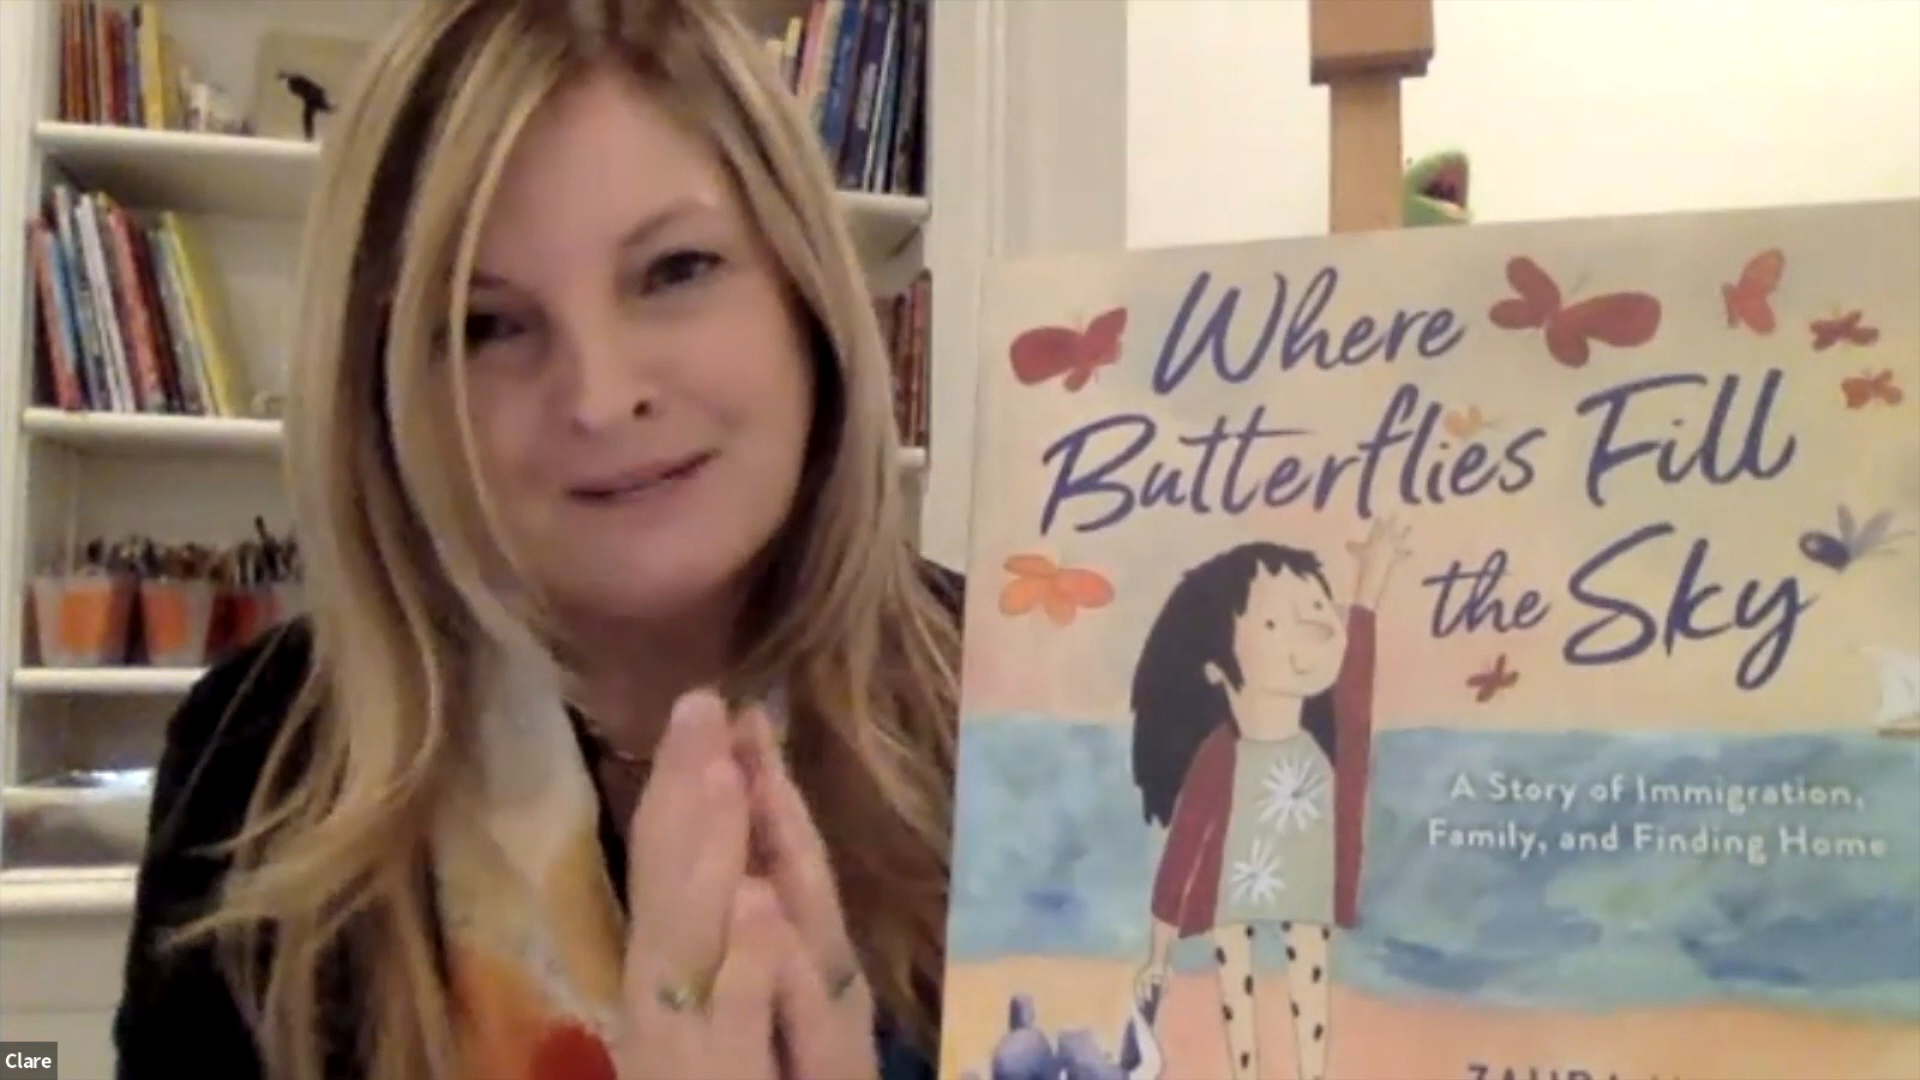 Where
Butterflies Fill
the Sky
A Story of Immigration,
Family, and Finding Home
Clare